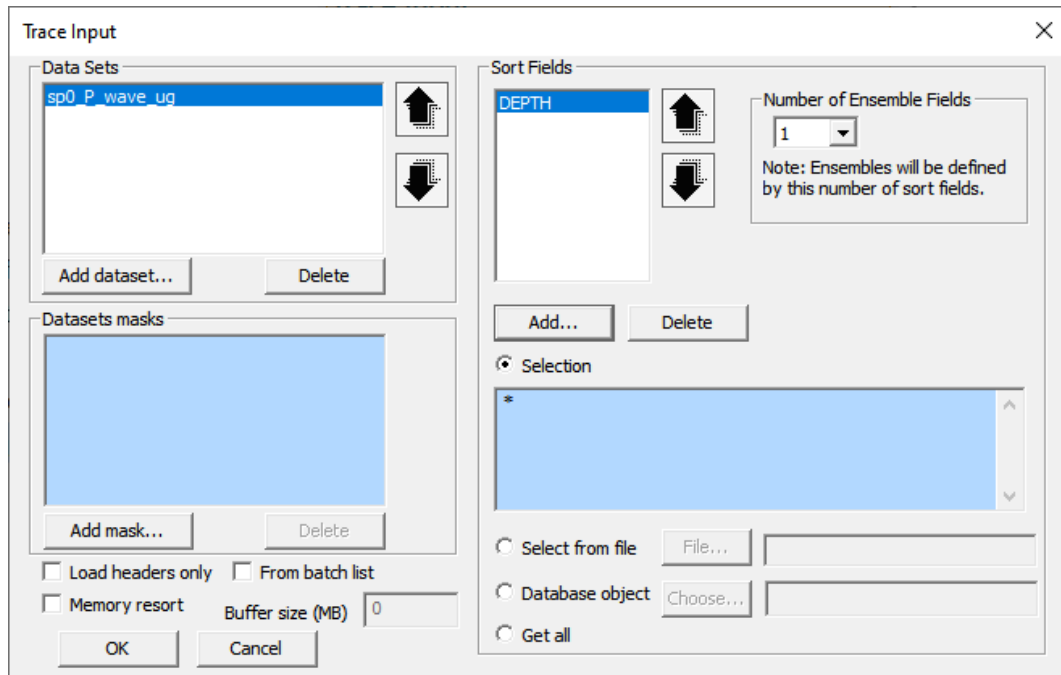 Trace Input
Data Sets
sp0_P_wave_ug
Add dataset...
Delete
Datasets masks
Add mask...
Delete
Load headers only
From batch list
Memory resort
Buffer size (MB)
0
OK
Cancel
Sort Fields
DEPTH
Number of Ensemble Fields
1
Note: Ensembles will be defined
by this number of sort fields.
Add...
Delete
Selection
*
Select from file
File...
Database object
Choose...
Get all